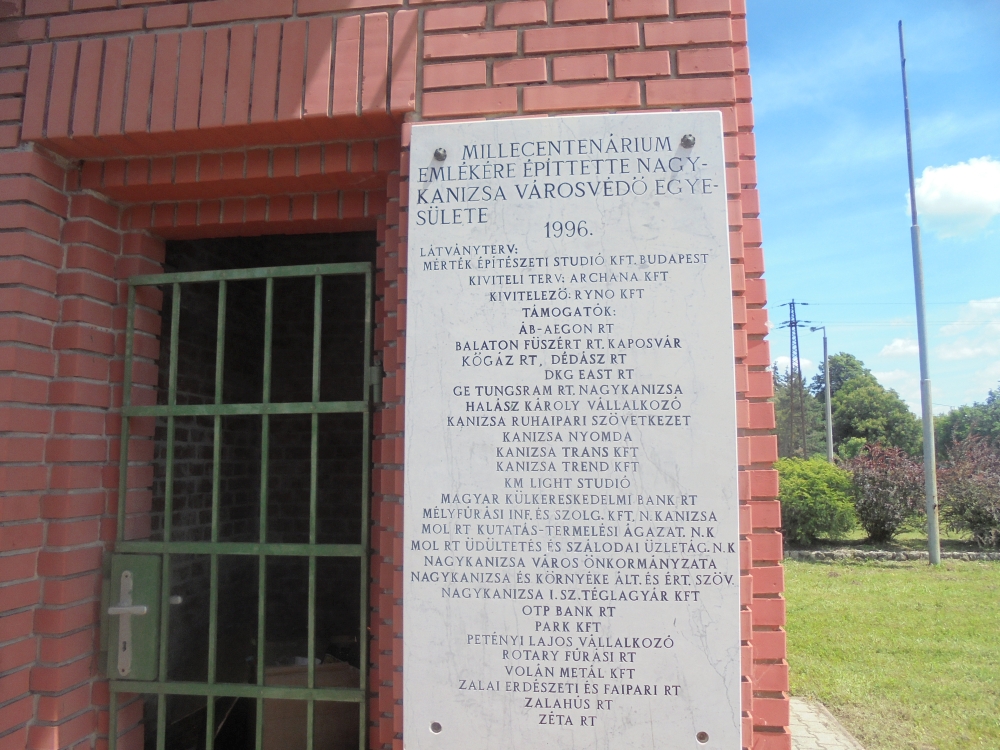 MILLECENTENÁRIUM
EMLÉKÉRE ÉPÍTTETTE NAGY-
KANIZSA VÁROSVÉDŐ EGYE-
SÜLETE
1996.
LÁTVÁNYTERV:
MÉRTÉK ÉPÍTÉSZETI STUDIÓ KFT. BUDAPEST
KIVITELI TERV: ARCHANA KFT
KIVITELEZŐ: RYNO KFT
TÁMOGATÓK:
ÁB-AEGON RT
BALATON FÜSZÉRT RT. KAPOSVÁR
KŐGÁZ RT, DÉDÁSZ RT
DKG EAST RT
GE TUNGSRAM RT. NAGYKANIZSA
HALÁSZ KÁROLY VÁLLALKOZÓ
KANIZSA RUHAIPARI SZÖVETKEZET
KANIZSA NYOMDA
KANIZSA TRANS KFT
KANIZSA TREND KFT
KM LIGHT STUDIÓ
MAGYAR KÜLKERESKEDELMI BANK RT
MÉLYFÚRÁSI INF. ÉS SZOLG. KFT, N.KANIZSA
MOL RT KUTATÁS-TERMELÉSI ÁGAZAT. N.K
MOL RT ÜDÜLTETÉS ÉS SZÁLODAI ÜZLETÁG. N.K
NAGYKANIZSA VÁROS ÖNKORMÁNYZATA
NAGYKANIZSA ÉS KÖRNYÉKE ÁLT. ÉS ÉRT. SZÖV.
NAGYKANIZSA I. SZ. TÉGLAGYÁR KFT
OTP BANK RT
PARK KFT
PETÉNYI LAJOS VÁLLALKOZÓ
ROTARY FÚRÁSI RT
VOLÁN METÁL KFT
ZALAI ERDÉSZETI ÉS FAIPARI RT
ZALAHÚS RT
ZÉTA RT